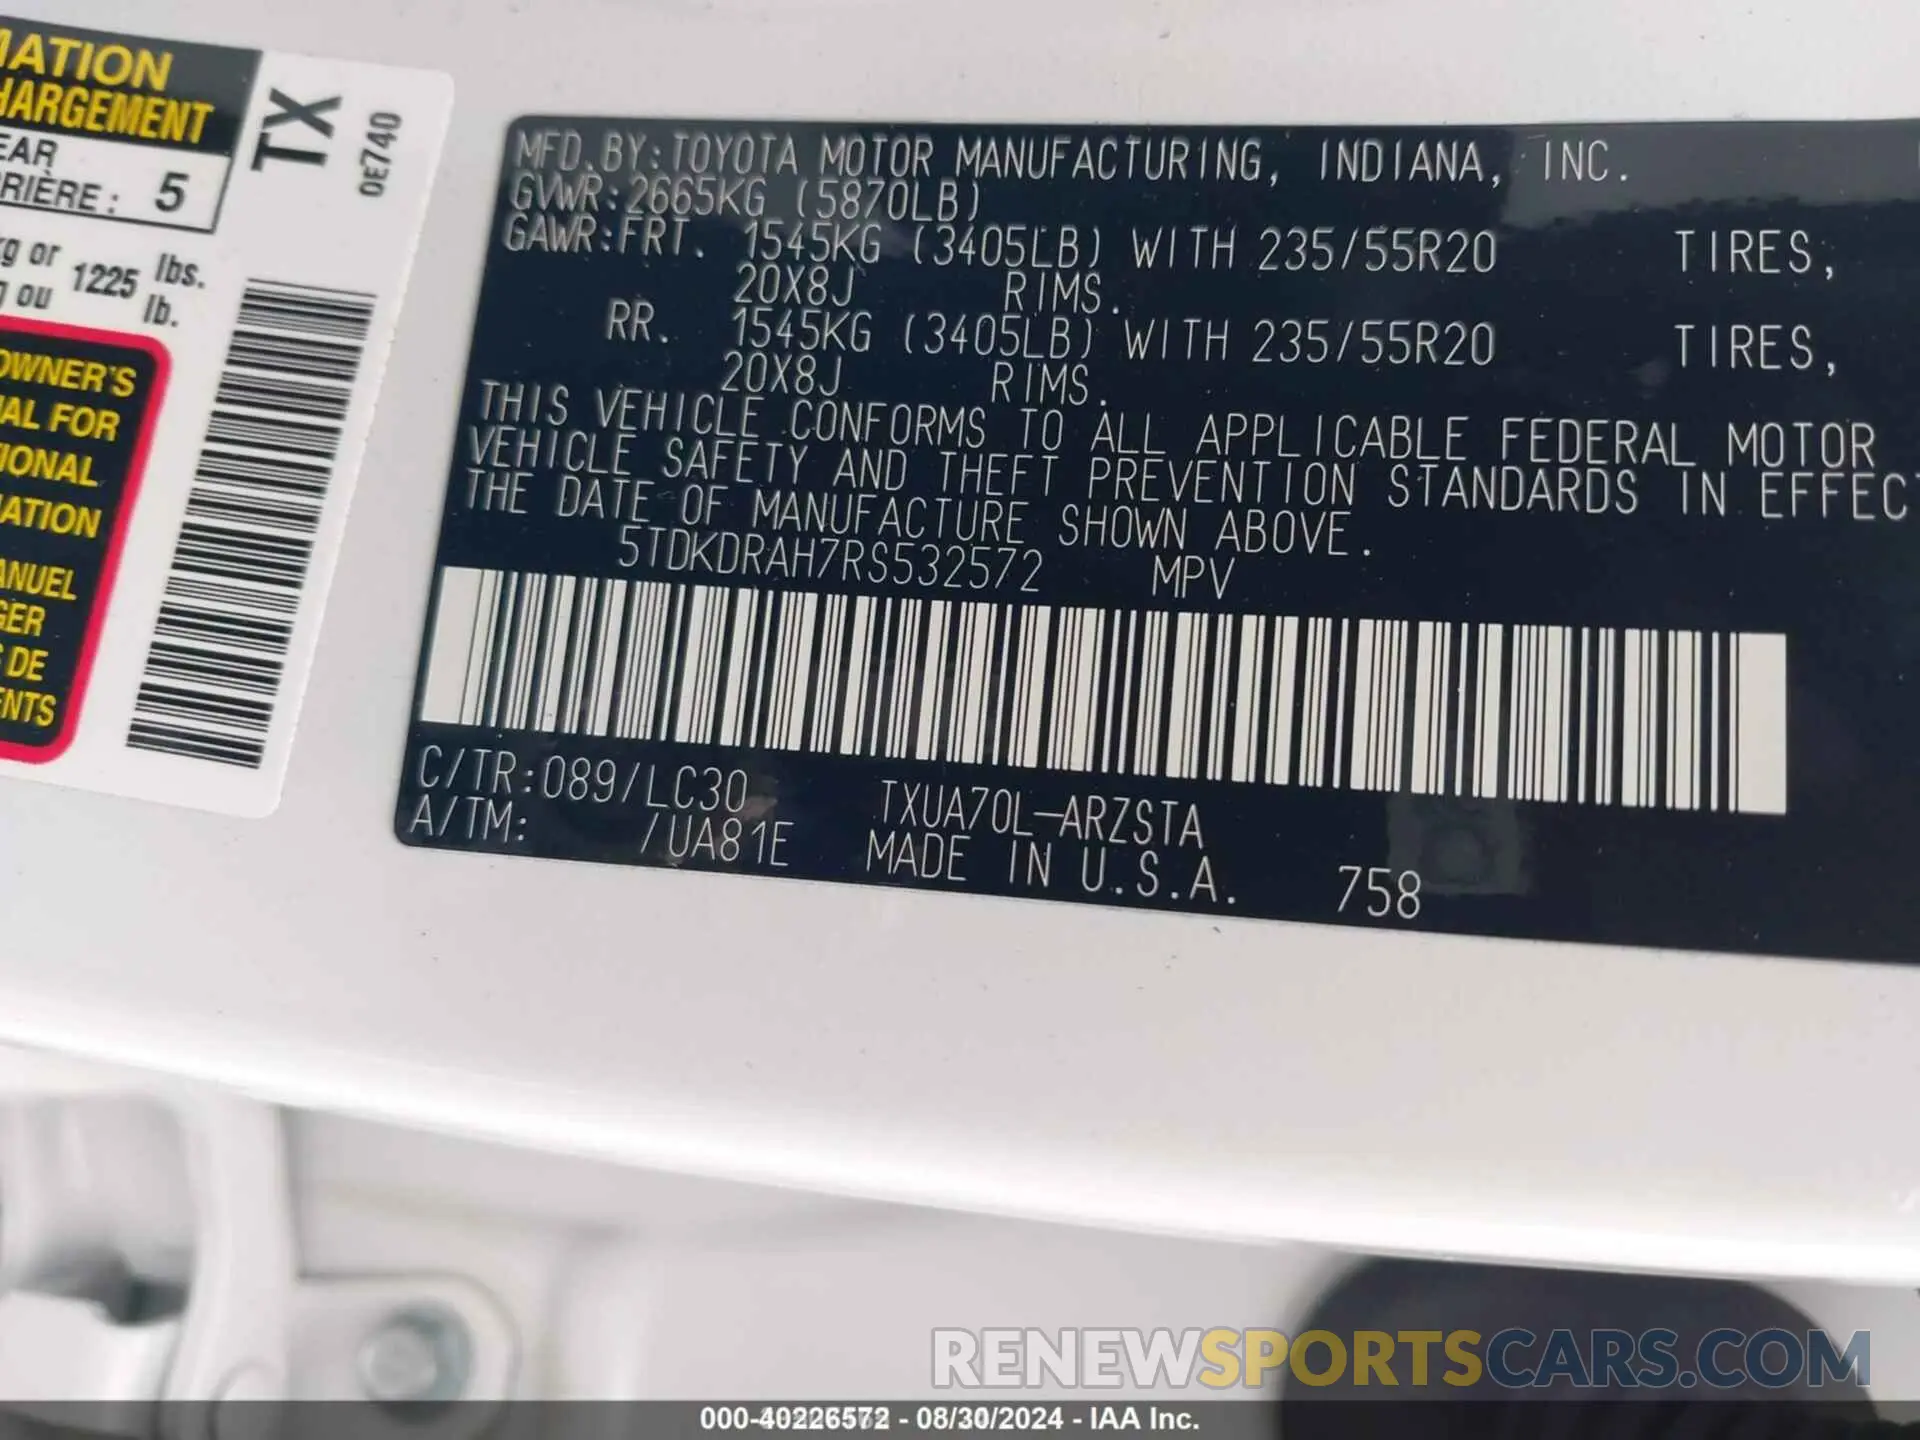 MATION
HARGEMENT
EAR
RRIÈRE : 5
kg or 1225 lbs.
ou lb.
TX
0E740
OWNER'S
AL FOR
IONAL
MATION
ANUEL
GER
DE
ENTS
MFD. BY: TOYOTA MOTOR MANUFACTURING, INDIANA, INC.
GVWR: 2665KG (5870LB)
GAWR: FRT. 1545KG (3405LB) WITH 235/55R20 TIRES,
20X8J RIMS.
RR. 1545KG (3405LB) WITH 235/55R20 TIRES,
20X8J RIMS.
THIS VEHICLE CONFORMS TO ALL APPLICABLE FEDERAL MOTOR
VEHICLE SAFETY AND THEFT PREVENTION STANDARDS IN EFFECT
THE DATE OF MANUFACTURE SHOWN ABOVE.
5TDKDRAH7RS532572 MPV
C/TR: 089/LC30 TXUA70L-ARZSTA
A/TM: /UA81E MADE IN U.S.A. 758
RENEWSPORTSCARS.COM
000-40226572 - 08/30/2024 - IAA Inc.